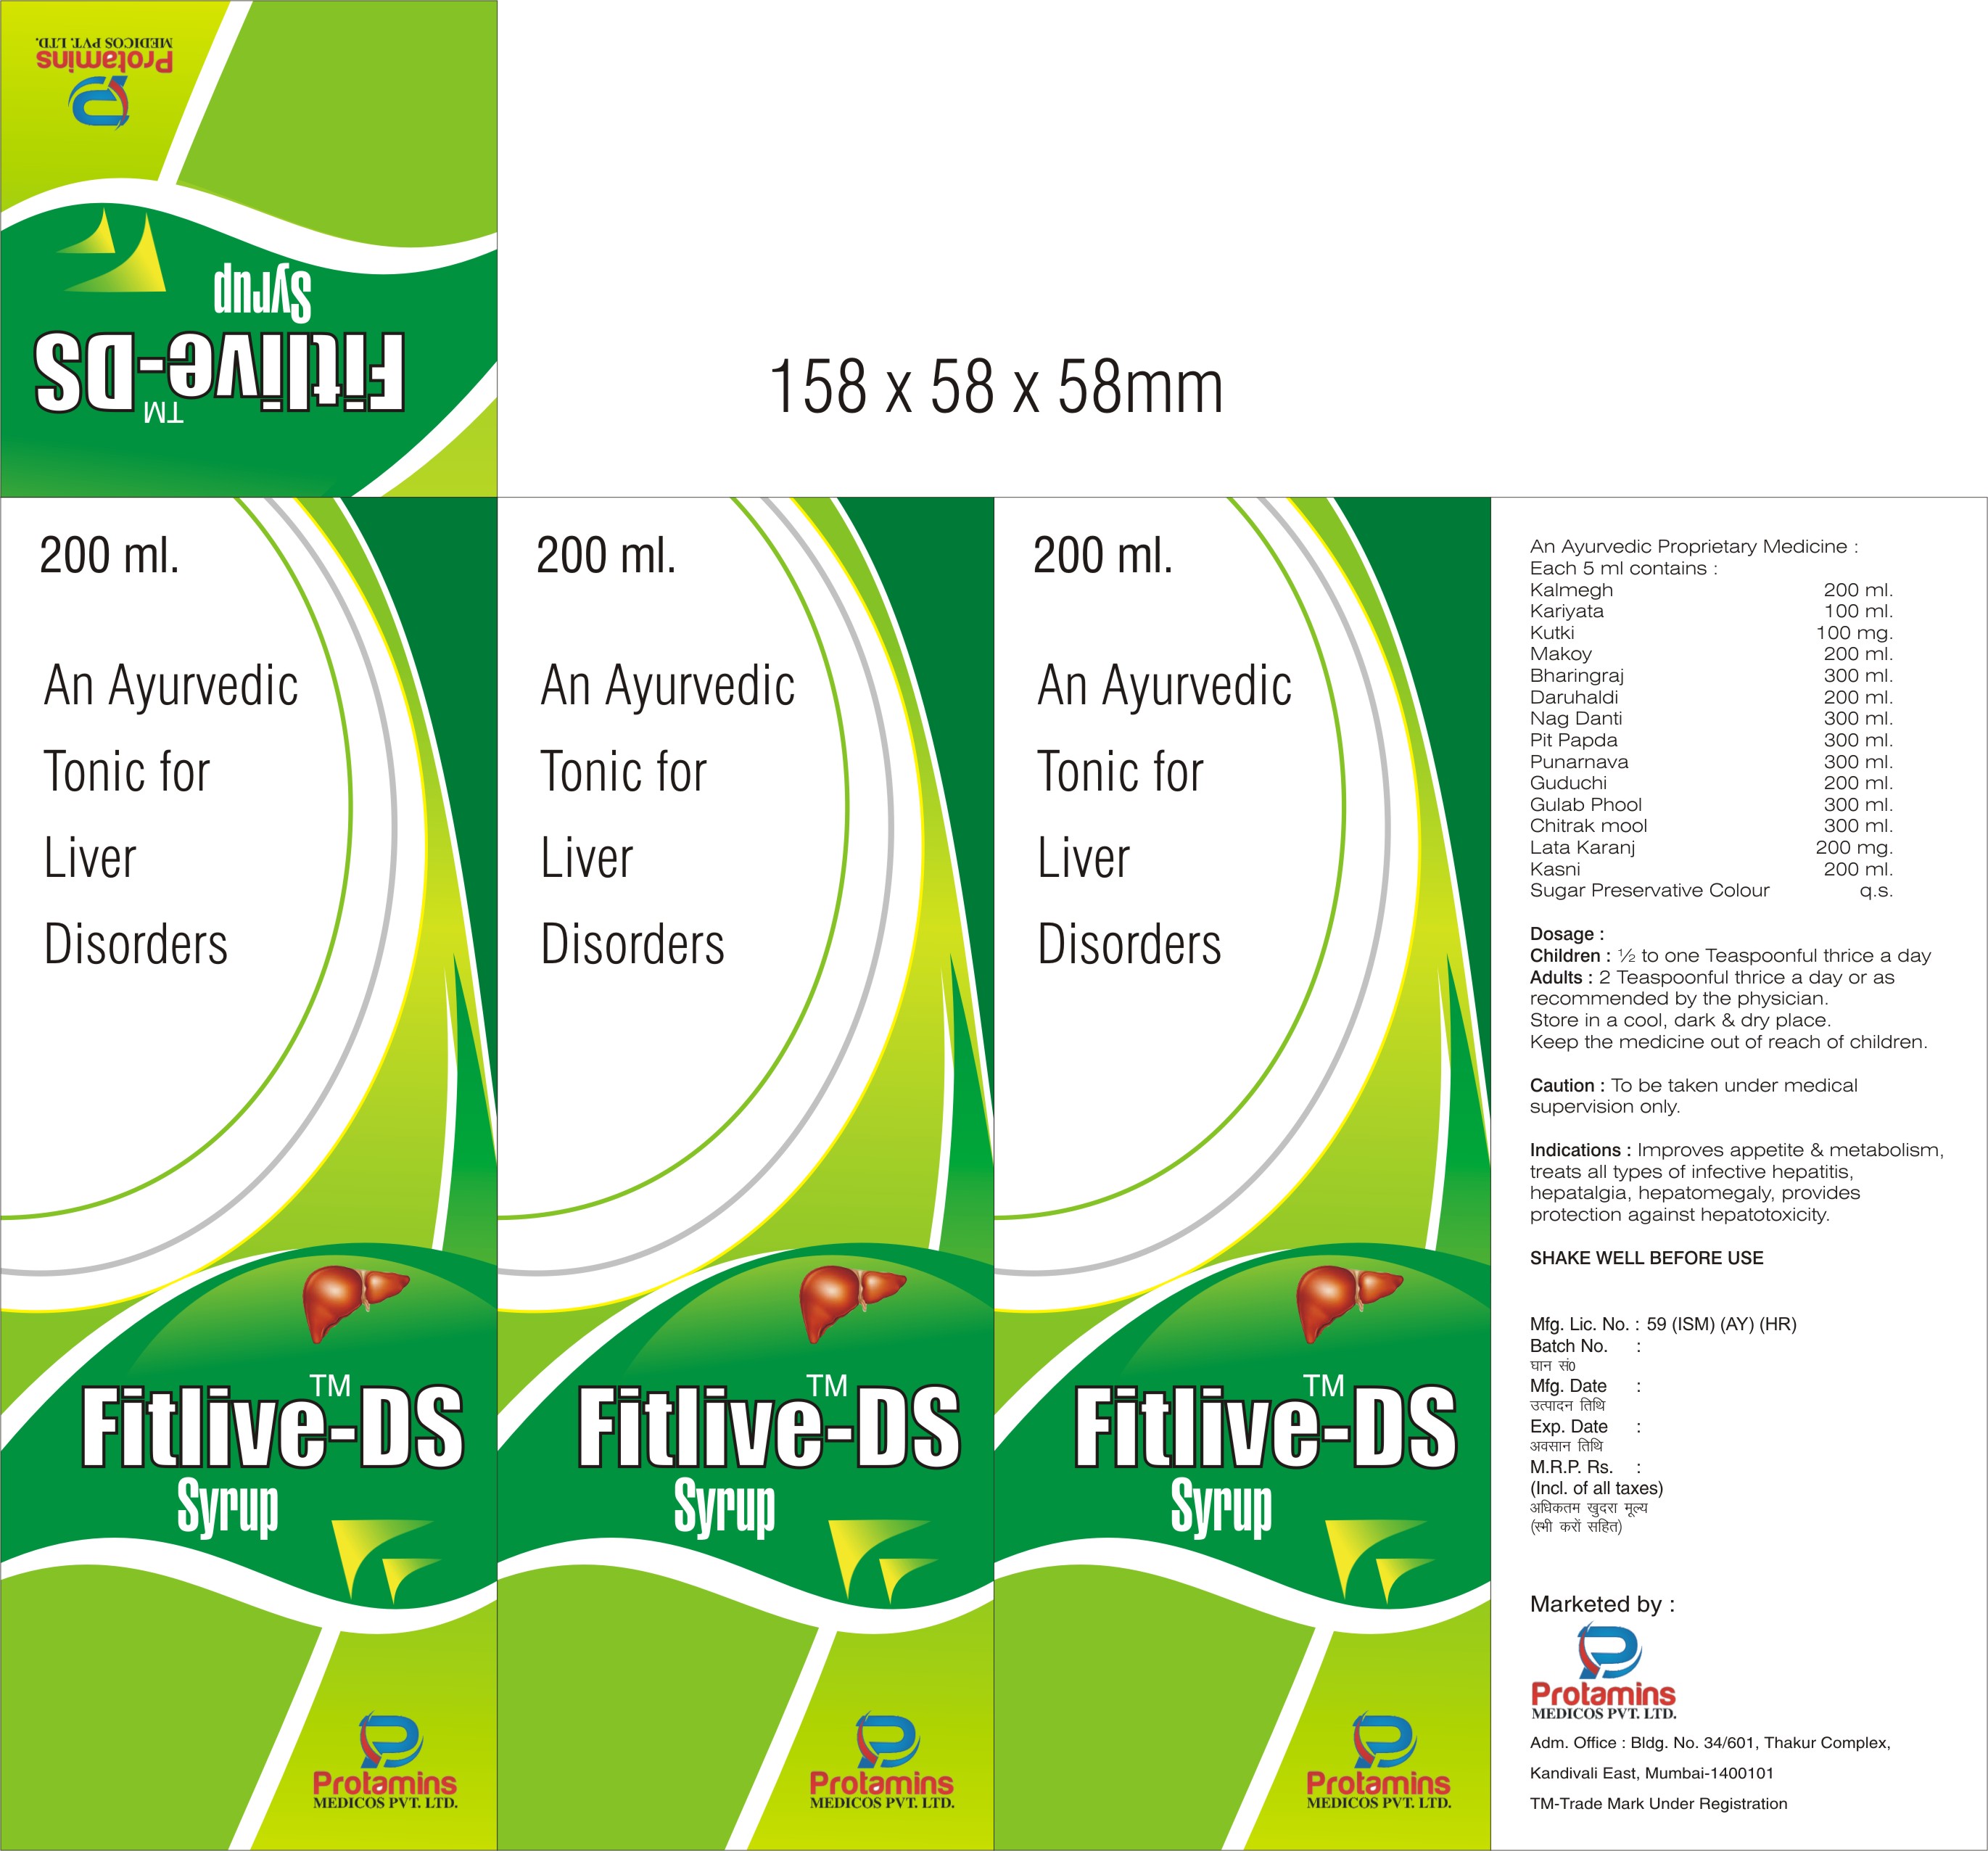 Protamins
MEDICOS PVT. LTD.
Syrup
Fitlive-DS
TM
158 x 58 x 58mm
200 ml.
An Ayurvedic
Tonic for
Liver
Disorders
TM
Fitlive-DS
Syrup
Protamins
MEDICOS PVT. LTD.
200 ml.
An Ayurvedic
Tonic for
Liver
Disorders
TM
Fitlive-DS
Syrup
Protamins
MEDICOS PVT. LTD.
200 ml.
An Ayurvedic
Tonic for
Liver
Disorders
TM
Fitlive-DS
Syrup
Protamins
MEDICOS PVT. LTD.
An Ayurvedic Proprietary Medicine :
Each 5 ml contains :
Kalmegh 200 ml.
Kariyata 100 ml.
Kutki 100 mg.
Makoy 200 ml.
Bharingraj 300 ml.
Daruhaldi 200 ml.
Nag Danti 300 ml.
Pit Papda 300 ml.
Punarnava 300 ml.
Guduchi 200 ml.
Gulab Phool 300 ml.
Chitrak mool 300 ml.
Lata Karanj 200 mg.
Kasni 200 ml.
Sugar Preservative Colour q.s.
Dosage :
Children : ½ to one Teaspoonful thrice a day
Adults : 2 Teaspoonful thrice a day or as
recommended by the physician.
Store in a cool, dark & dry place.
Keep the medicine out of reach of children.
Caution : To be taken under medical
supervision only.
Indications : Improves appetite & metabolism,
treats all types of infective hepatitis,
hepatalgia, hepatomegaly, provides
protection against hepatotoxicity.
SHAKE WELL BEFORE USE
Mfg. Lic. No. : 59 (ISM) (AY) (HR)
Batch No. :
घान सं0
Mfg. Date :
उत्पादन तिथि
Exp. Date :
अवसान तिथि
M.R.P. Rs. :
(Incl. of all taxes)
अधिकतम खुदरा मूल्य
(स्भी करों सहित)
Marketed by :
Protamins
MEDICOS PVT. LTD.
Adm. Office : Bldg. No. 34/601, Thakur Complex,
Kandivali East, Mumbai-1400101
TM-Trade Mark Under Registration